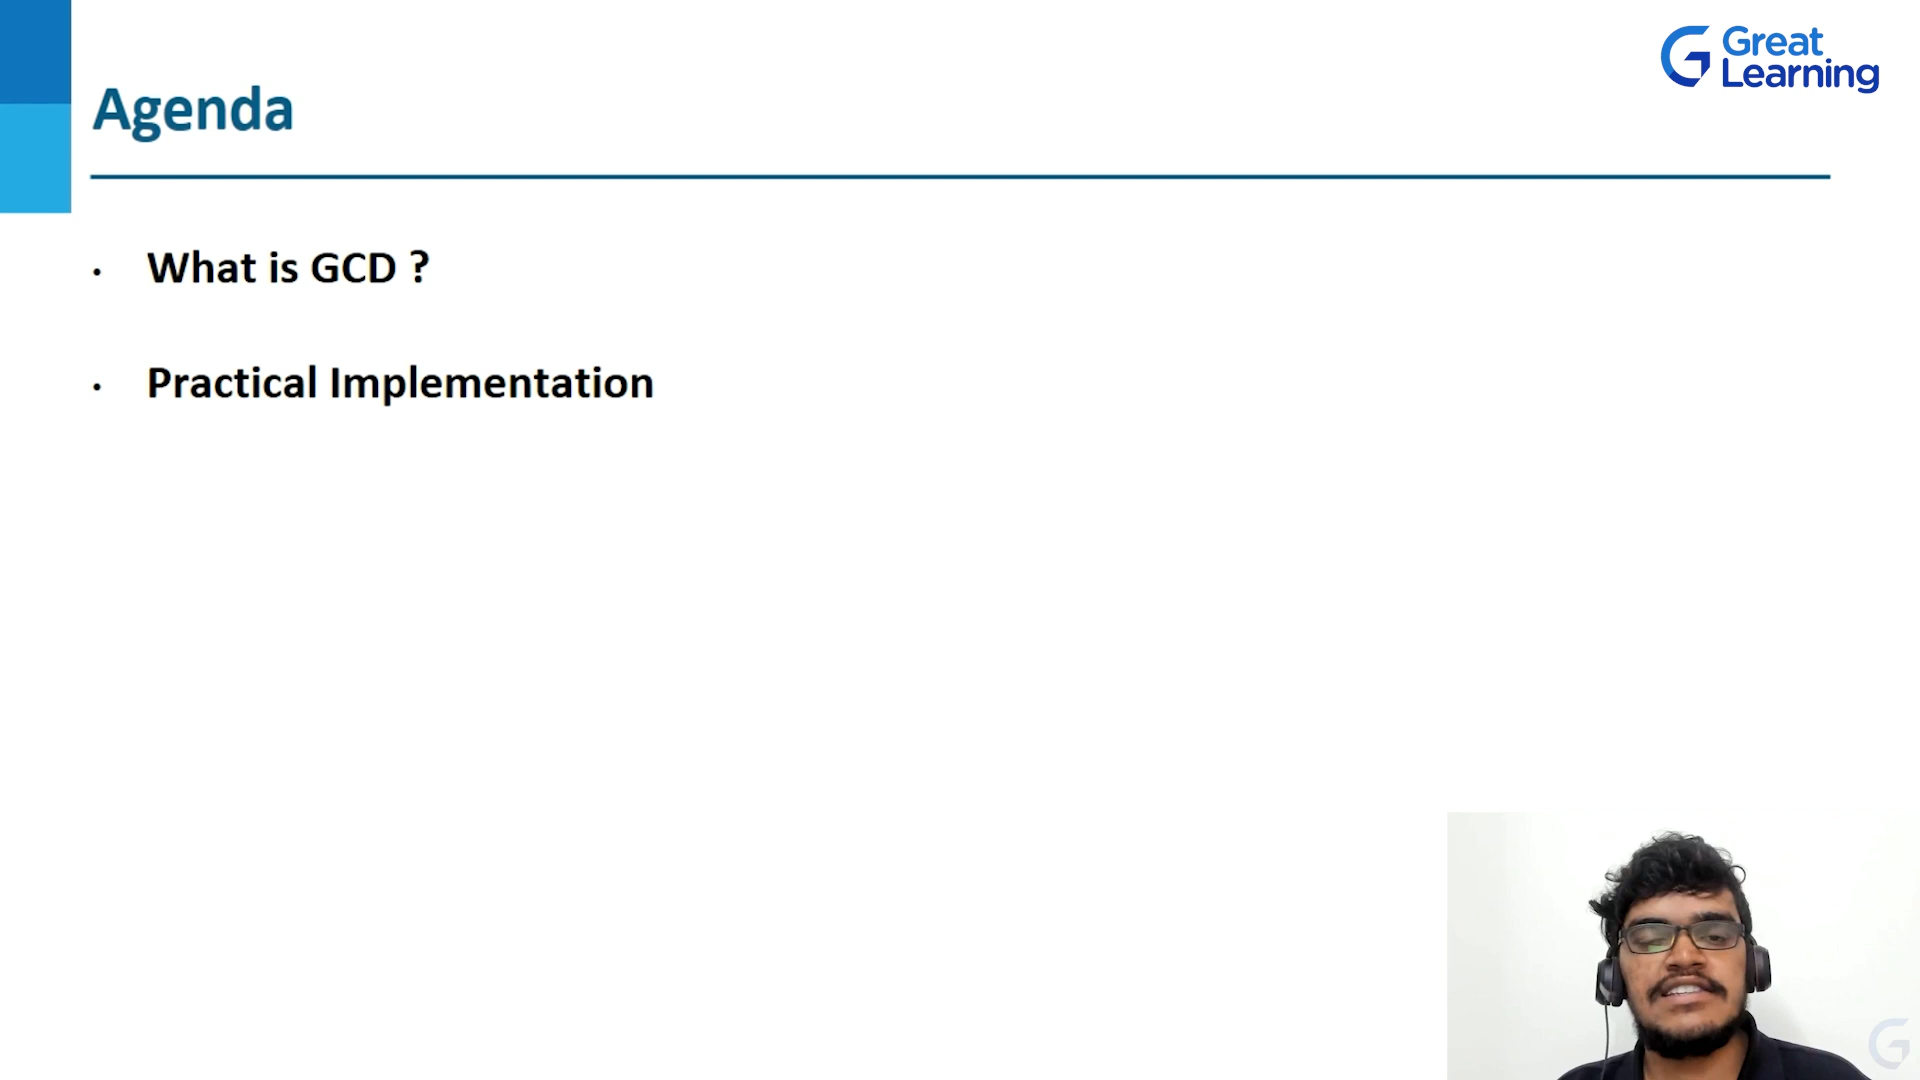 Great
Learning
Agenda
• What is GCD ?
• Practical Implementation